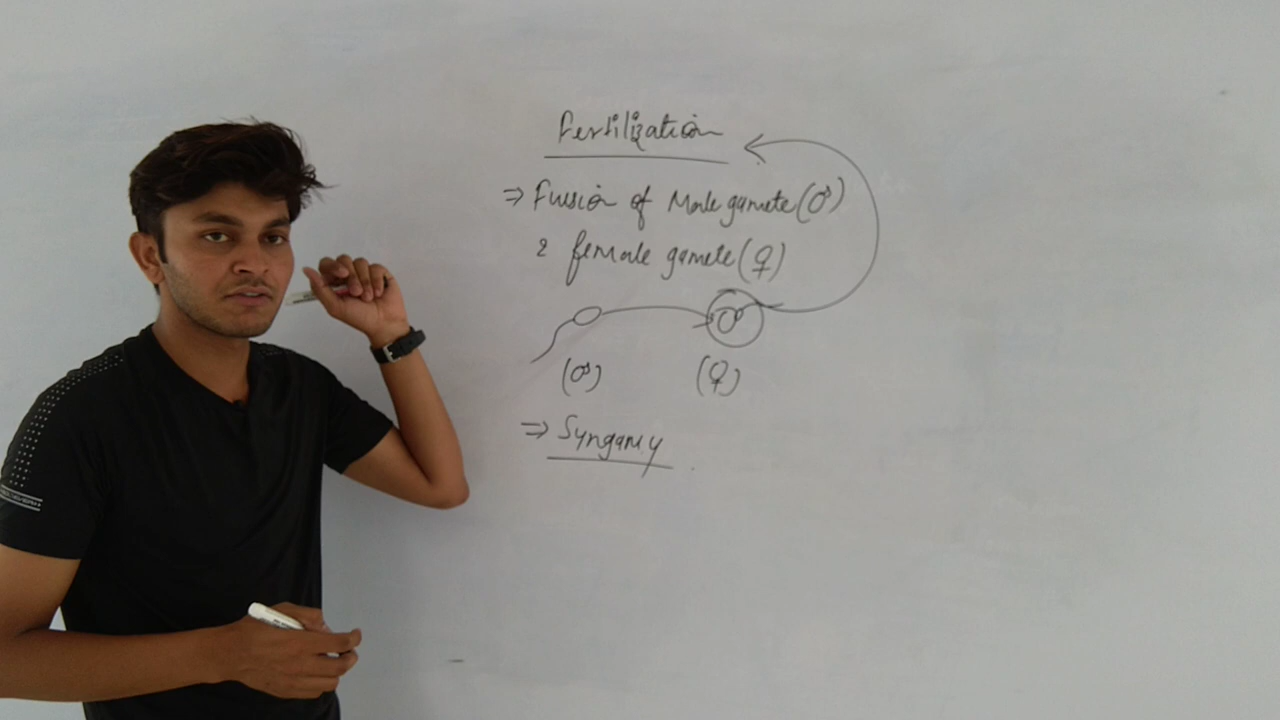 Fertilization
⇒ Fusion of Male gamete (♂)
& female gamete (♀)
(♂) (♀)
⇒ Syngamy